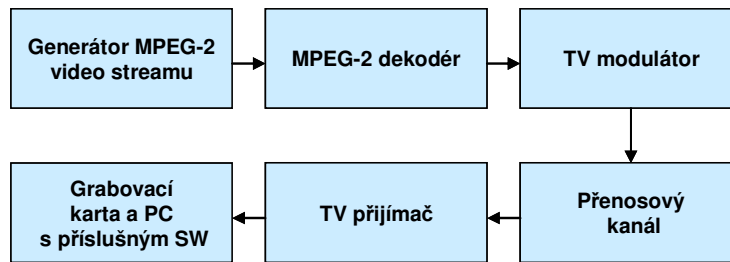 Generátor MPEG-2
video streamu
MPEG-2 dekodér
TV modulátor
Grabovací
karta a PC
s příslušným SW
TV přijímač
Přenosový
kanál